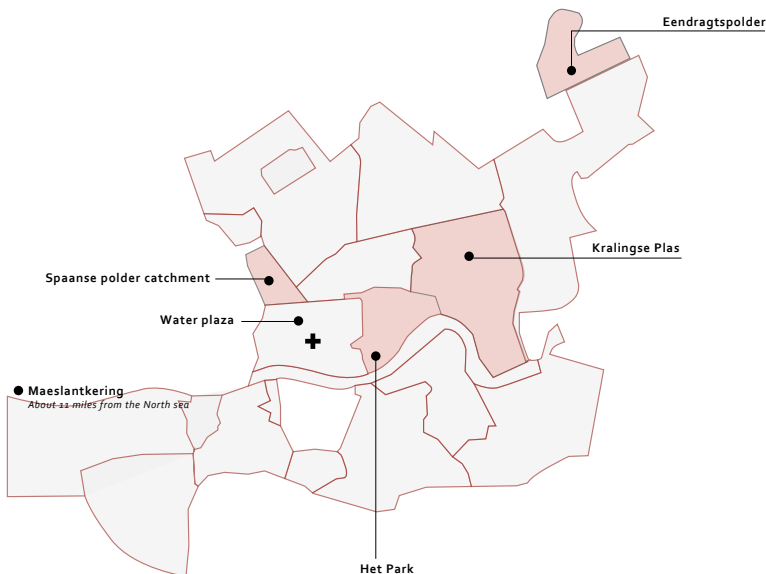 Eendragtspolder
Kralingse Plas
Spaanse polder catchment
Water plaza
Maeslantkering
About 11 miles from the North sea
Het Park